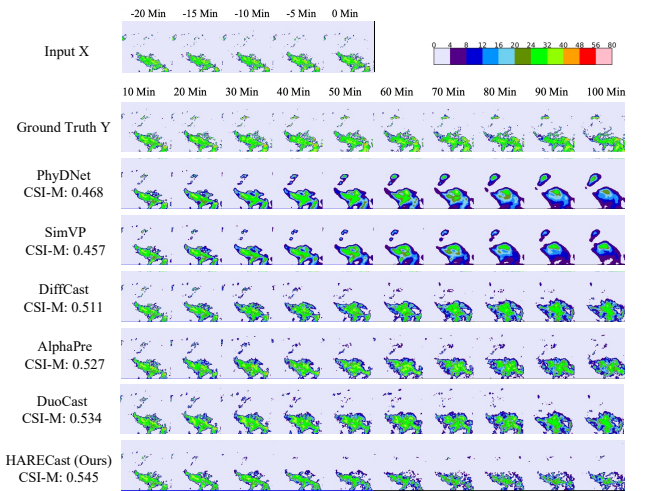 -20 Min -15 Min -10 Min -5 Min 0 Min
Input X
0 4 8 12 16 20 24 28 32 40 48 56 80
10 Min 20 Min 30 Min 40 Min 50 Min 60 Min 70 Min 80 Min 90 Min 100 Min
Ground Truth Y
PhyDNet
CSI-M: 0.468
SimVP
CSI-M: 0.457
DiffCast
CSI-M: 0.511
AlphaPre
CSI-M: 0.527
DuoCast
CSI-M: 0.534
HARECast (Ours)
CSI-M: 0.545